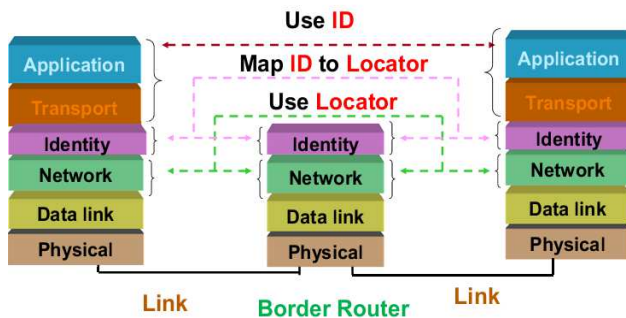 Use ID
Application
Map ID to Locator
Application
Transport
Use Locator
Transport
Identity
Identity
Identity
Network
Network
Network
Data link
Data link
Data link
Physical
Physical
Physical
Link
Border Router
Link